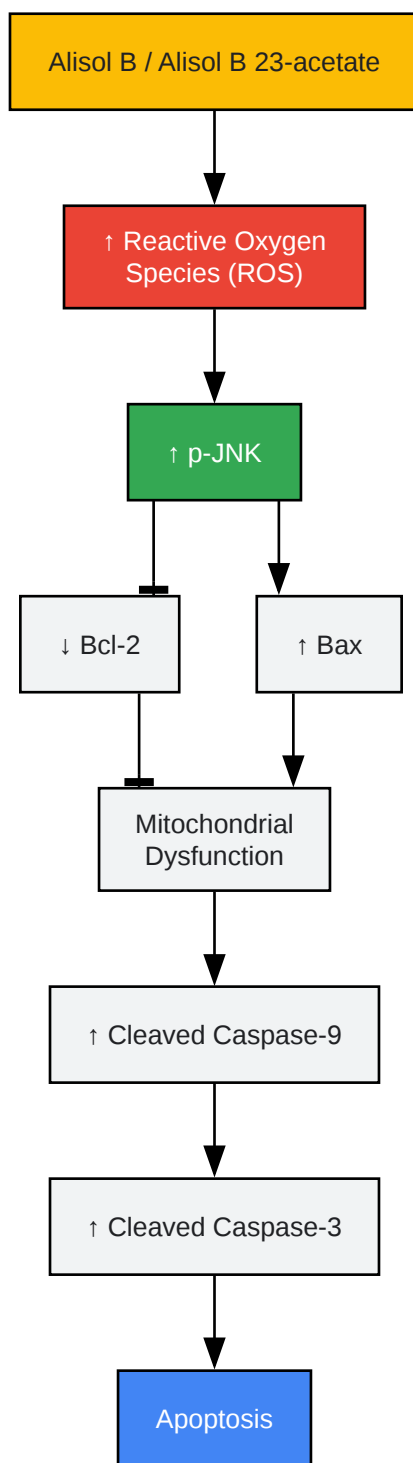 Alisol B / Alisol B 23-acetate
↑ Reactive Oxygen
Species (ROS)
↑ p-JNK
↓ Bcl-2
↑ Bax
Mitochondrial
Dysfunction
↑ Cleaved Caspase-9
↑ Cleaved Caspase-3
Apoptosis